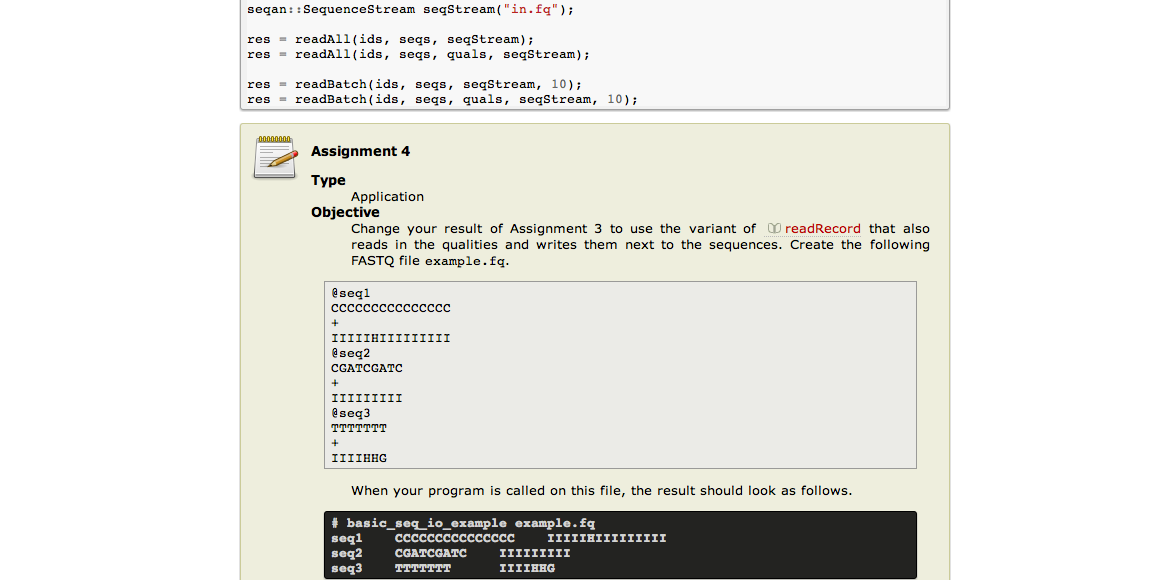 seqan::SequenceStream seqStream("in.fq");
res = readAll(ids, seqs, seqStream);
res = readAll(ids, seqs, quals, seqStream);
res = readBatch(ids, seqs, seqStream, 10);
res = readBatch(ids, seqs, quals, seqStream, 10);
Assignment 4
Type
Application
Objective
Change your result of Assignment 3 to use the variant of readRecord that also
reads in the qualities and writes them next to the sequences. Create the following
FASTQ file example.fq.
@seq1
CCCCCCCCCCCCCCC
+
IIIIIHIIIIIIIII
@seq2
CGATCGATC
+
IIIIIIIII
@seq3
TTTTTTT
+
IIIIHHG
When your program is called on this file, the result should look as follows.
# basic_seq_io_example example.fq
seq1    CCCCCCCCCCCCCCC    IIIIIHIIIIIIIII
seq2    CGATCGATC    IIIIIIIII
seq3    TTTTTTT      IIIIHHG